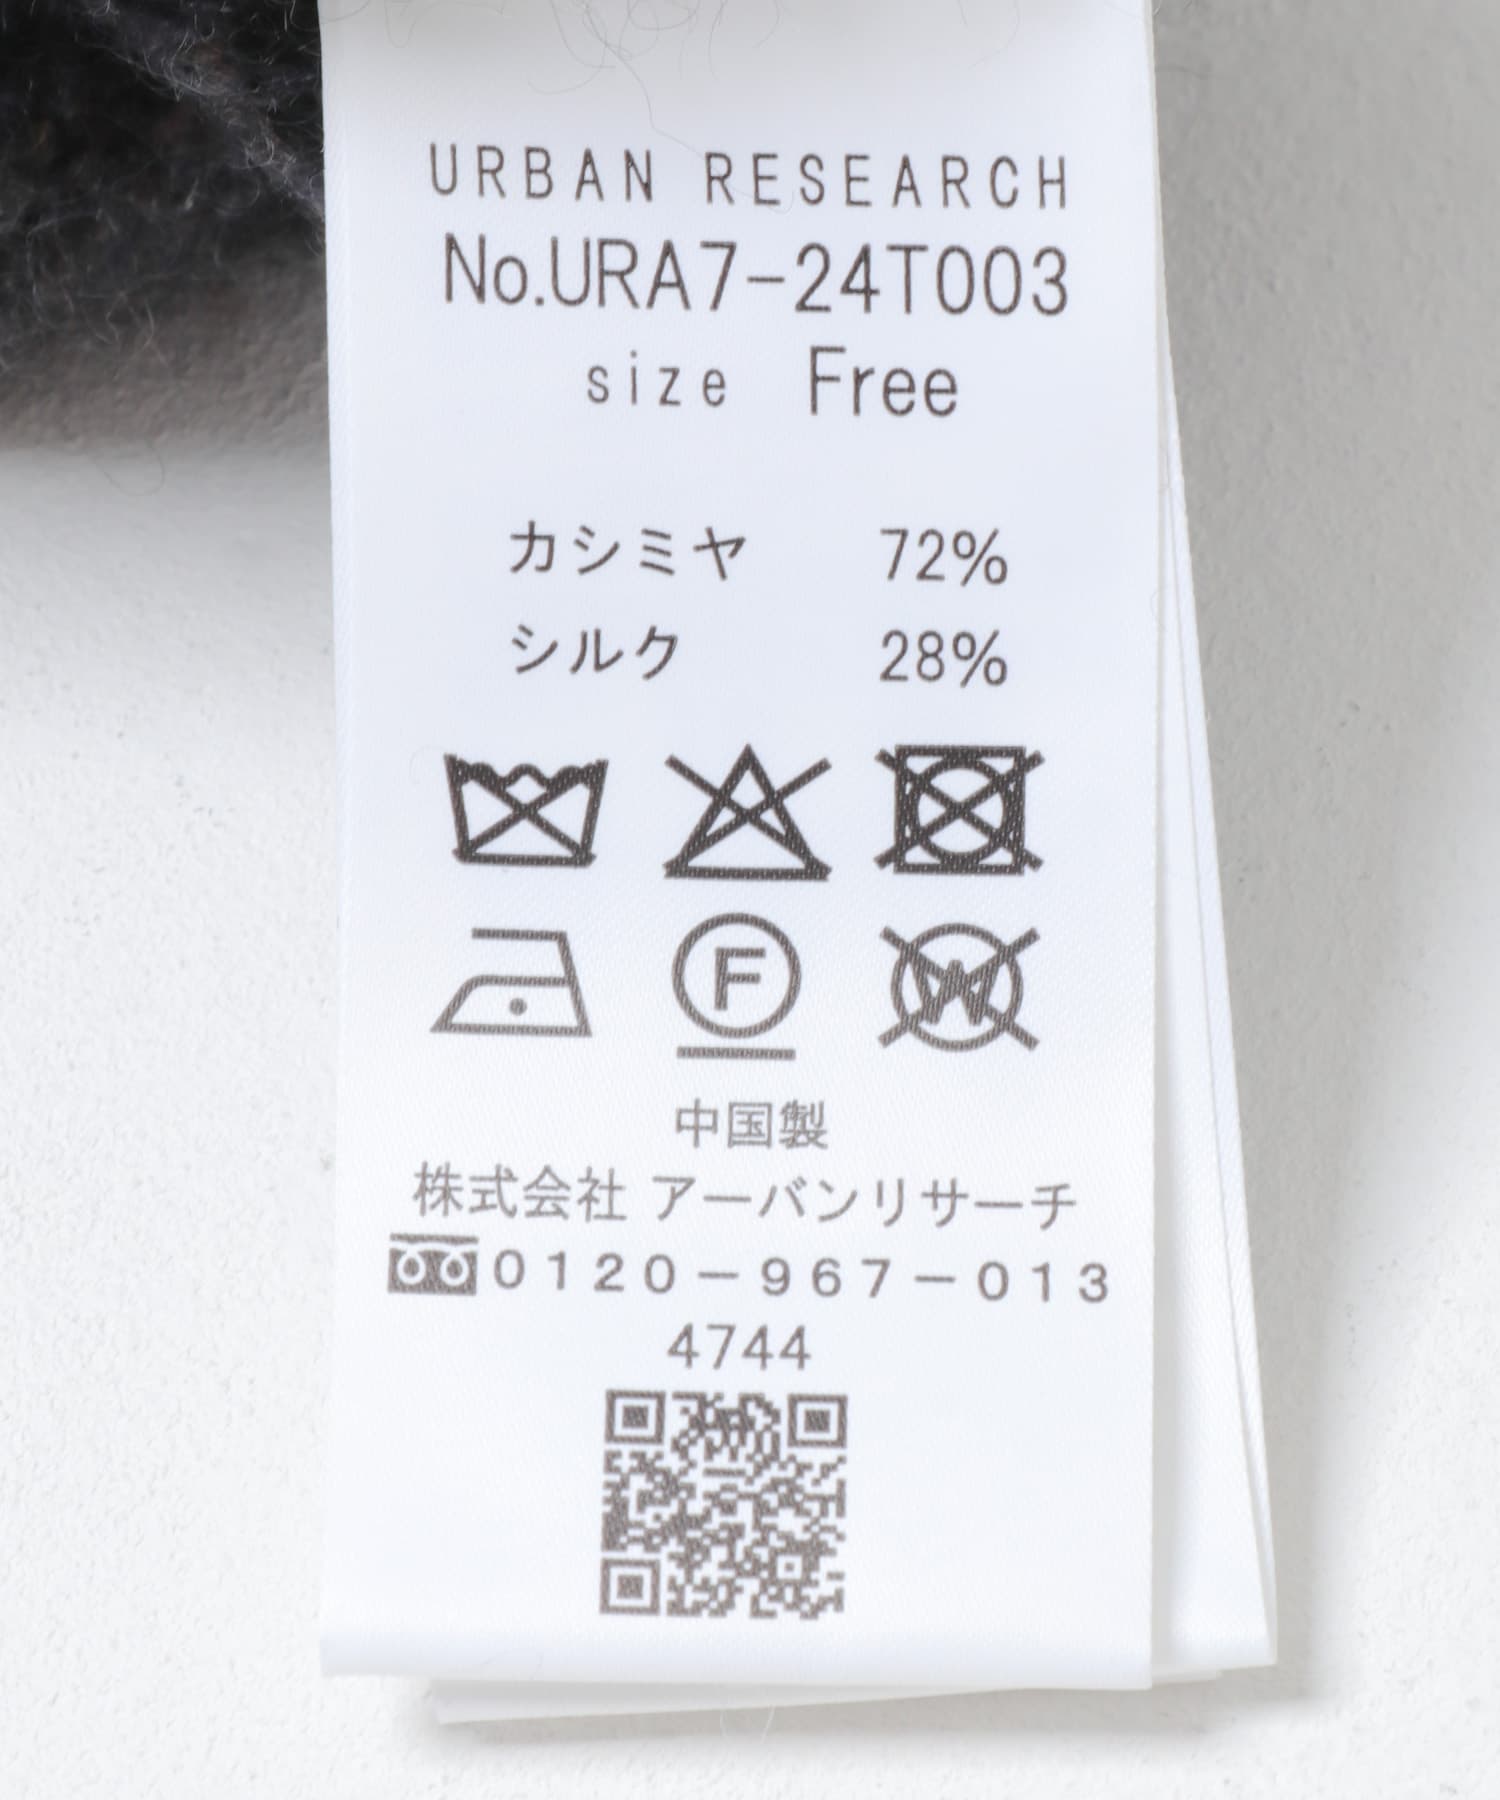 URBAN RESEARCH
No.URA7-24T003
size Free
カシミヤ 72%
シルク 28%
F W
中国製
株式会社 アーバンリサーチ
0120-967-013
4744